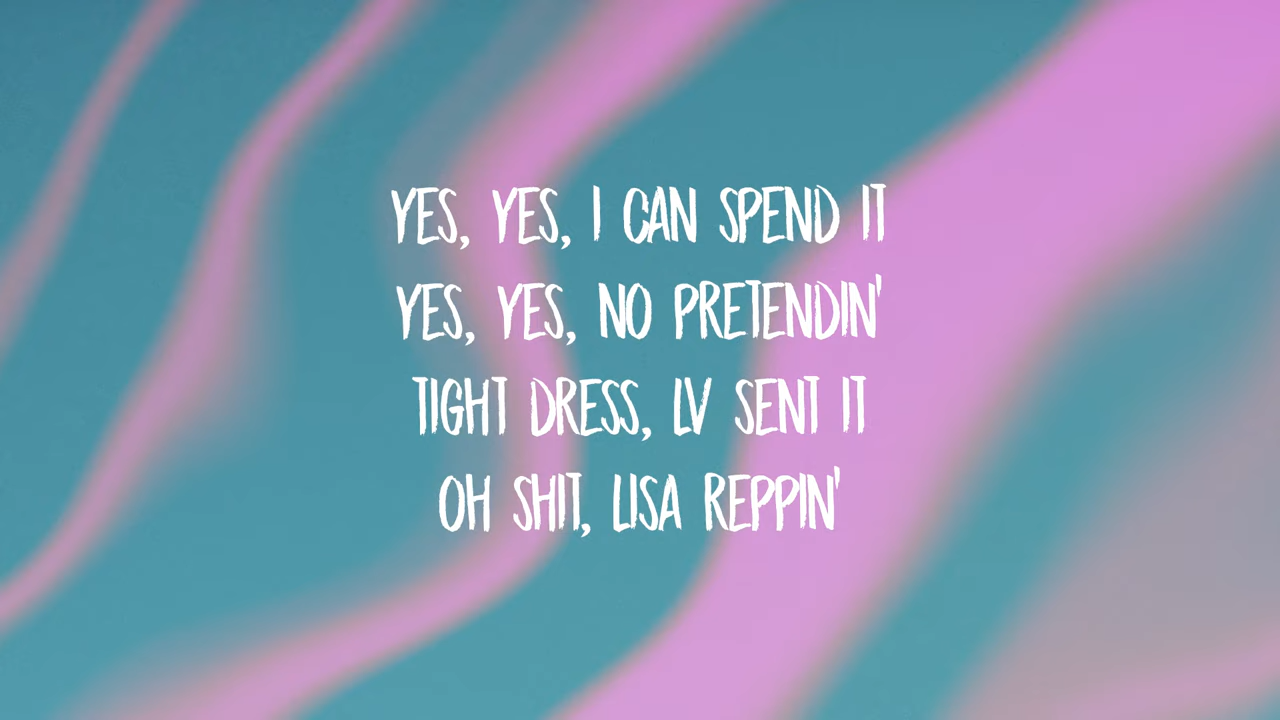 YES, YES, I CAN SPEND IT
YES, YES, NO PRETENDIN'
TIGHT DRESS, LV SENT IT
OH SHIT, LISA REPPIN'